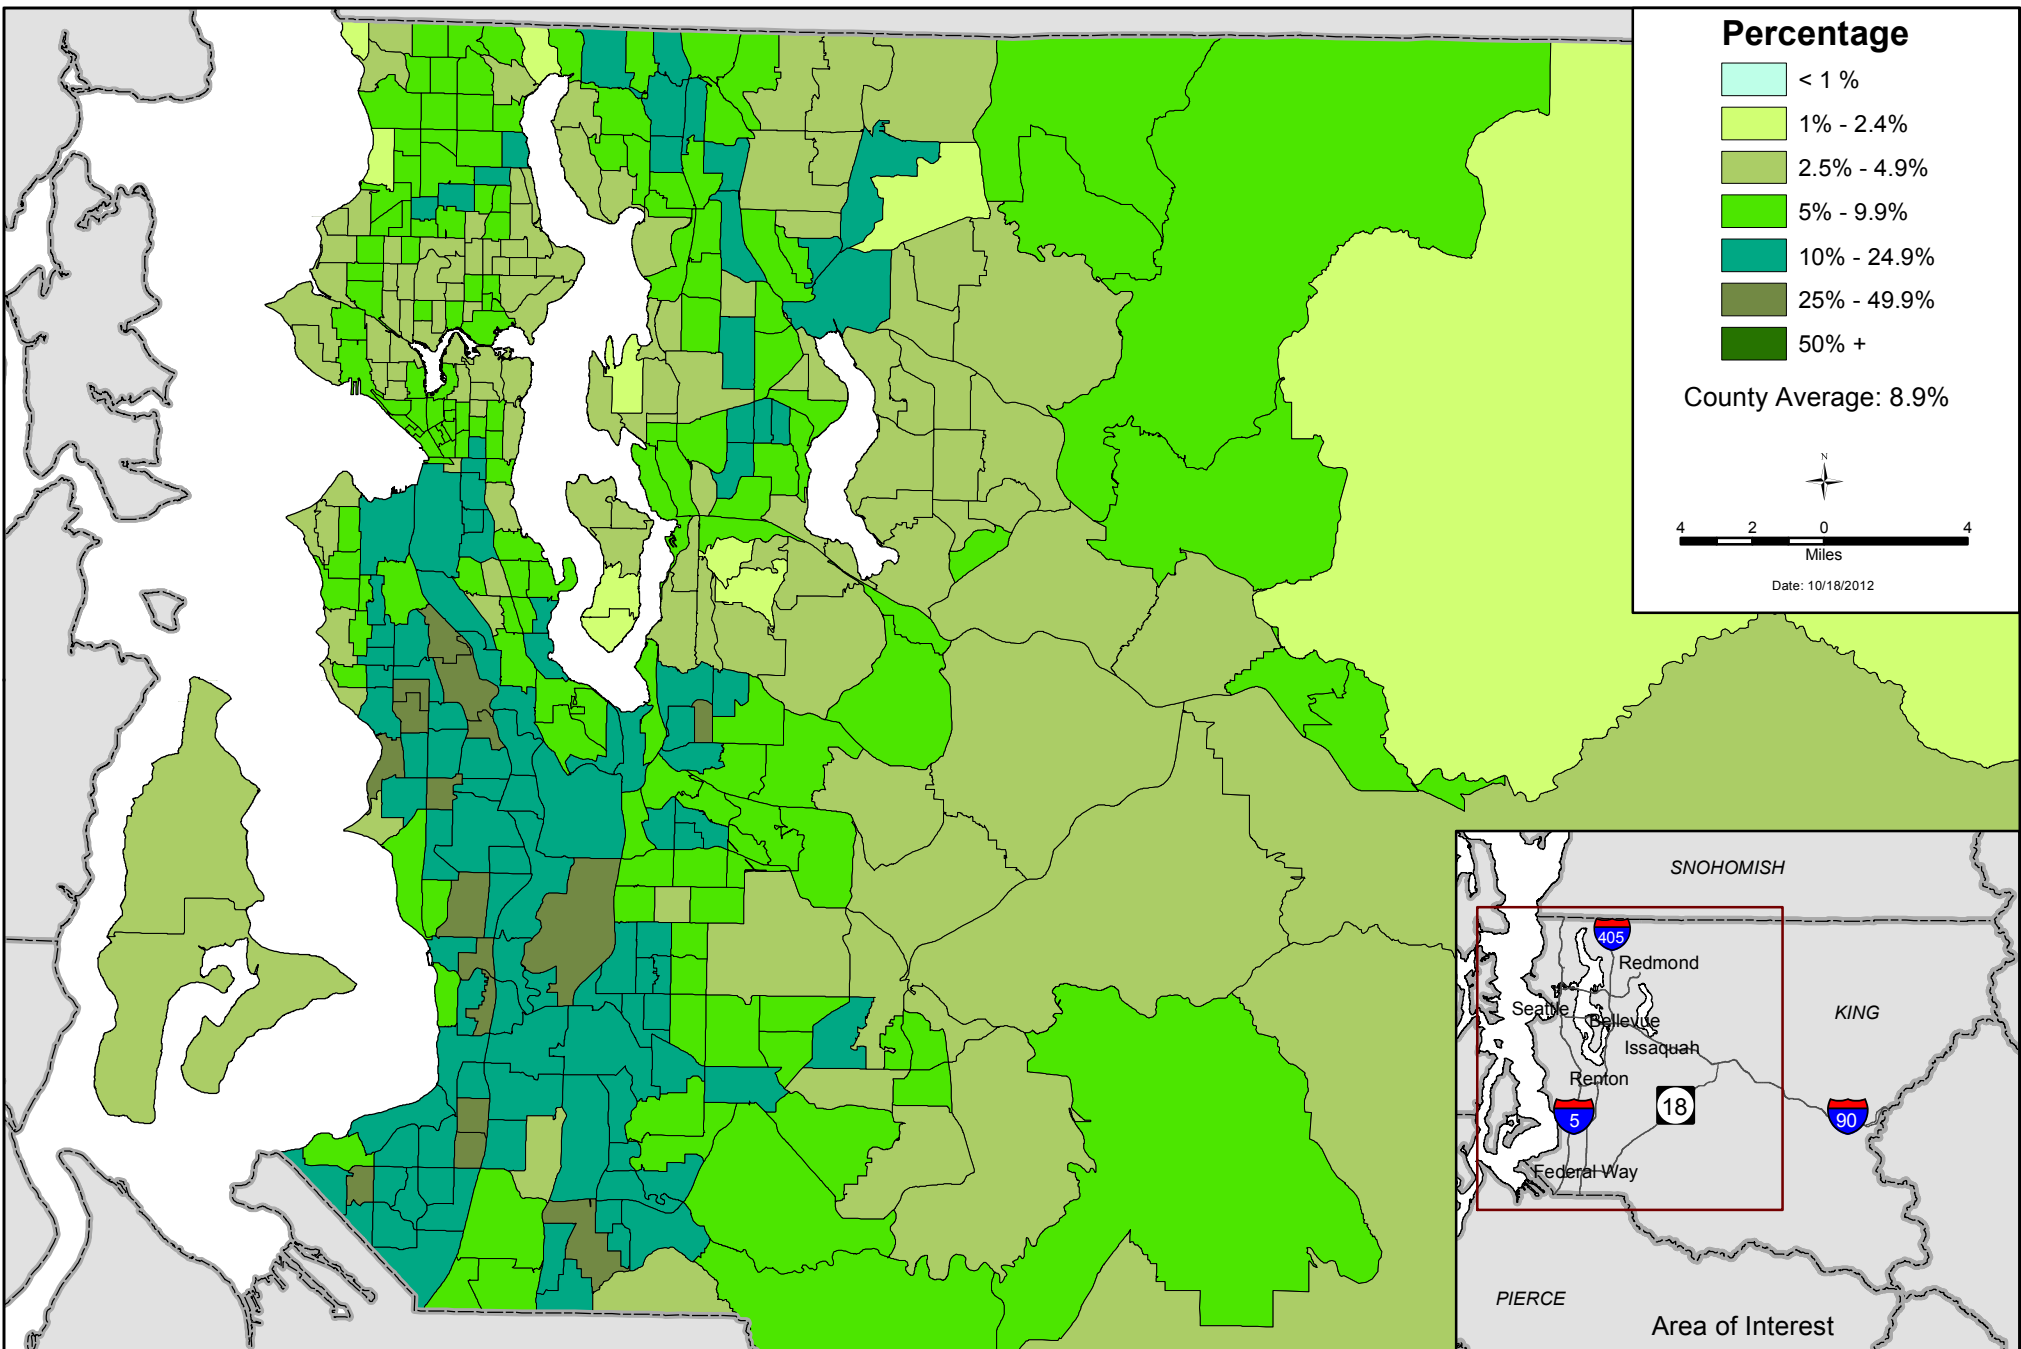 Percentage
< 1 %
1% - 2.4%
2.5% - 4.9%
5% - 9.9%
10% - 24.9%
25% - 49.9%
50% +
County Average: 8.9%
N
4 2 0 4
Miles
Date: 10/18/2012
SNOHOMISH
405
Redmond
Seattle
KING
Bellevue
Issaquah
Renton
18
5
90
Federal Way
PIERCE
Area of Interest